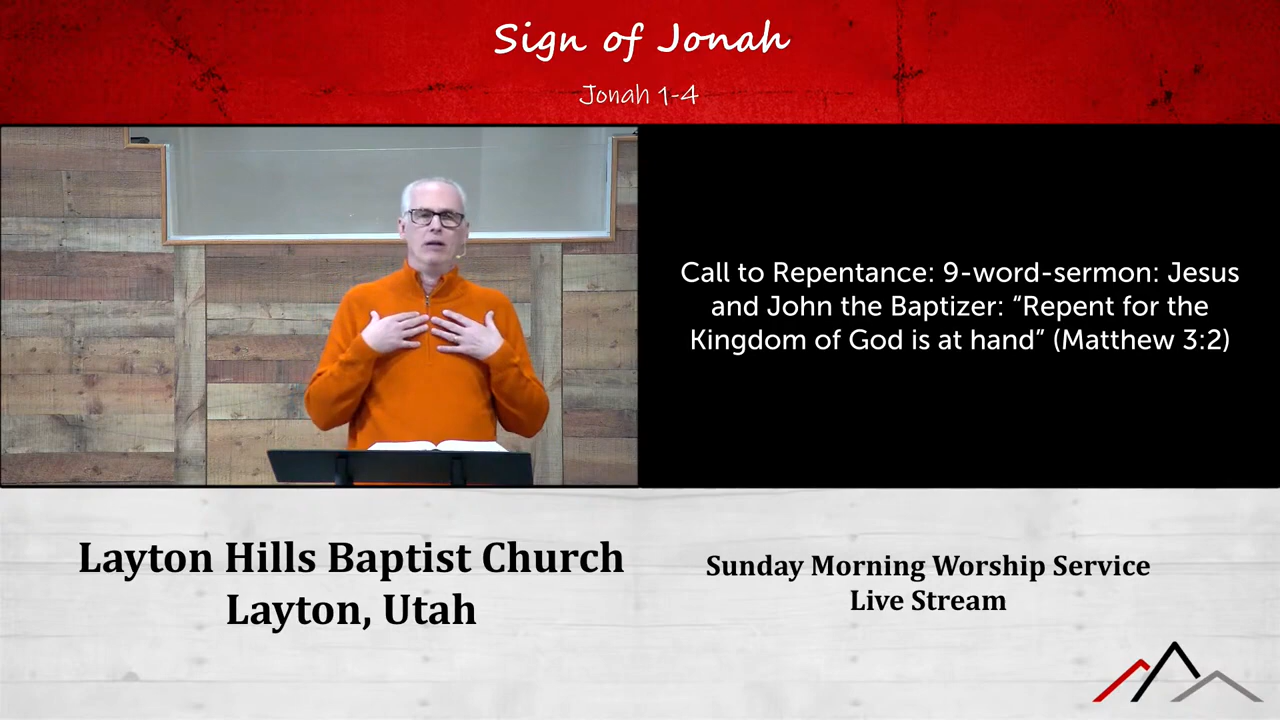 Sign of Jonah
Jonah 1-4
Call to Repentance: 9-word-sermon: Jesus
and John the Baptizer: “Repent for the
Kingdom of God is at hand” (Matthew 3:2)
Layton Hills Baptist Church
Layton, Utah
Sunday Morning Worship Service
Live Stream